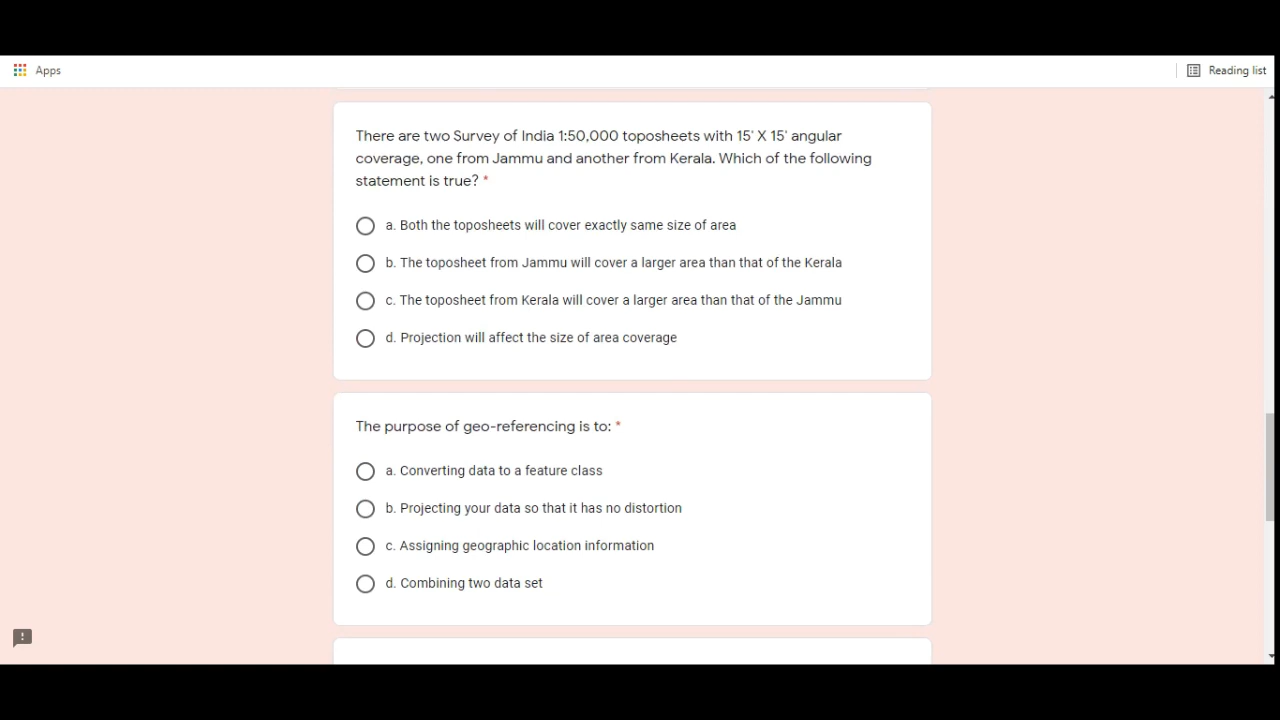 Apps
Reading list
There are two Survey of India 1:50,000 toposheets with 15' X 15' angular
coverage, one from Jammu and another from Kerala. Which of the following
statement is true? *
a. Both the toposheets will cover exactly same size of area
b. The toposheet from Jammu will cover a larger area than that of the Kerala
c. The toposheet from Kerala will cover a larger area than that of the Jammu
d. Projection will affect the size of area coverage
The purpose of geo-referencing is to: *
a. Converting data to a feature class
b. Projecting your data so that it has no distortion
c. Assigning geographic location information
d. Combining two data set